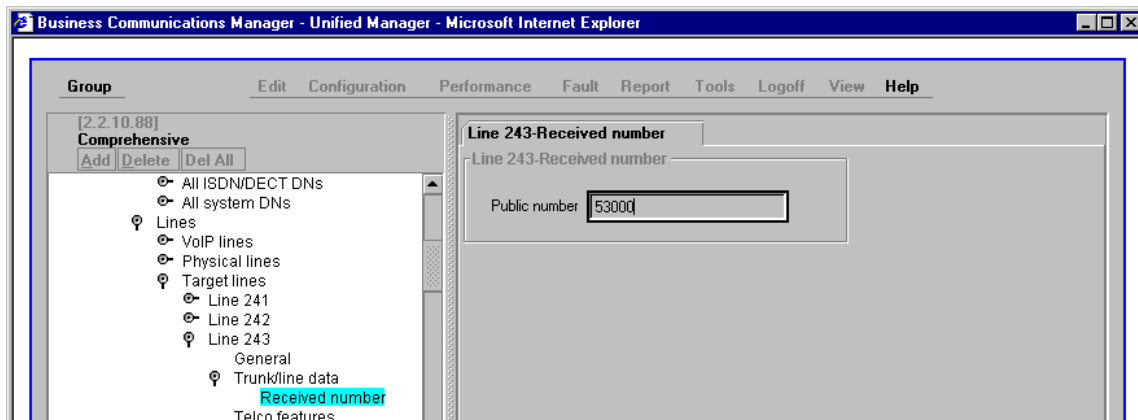 Business Communications Manager - Unified Manager - Microsoft Internet Explorer
Group Edit Configuration Performance Fault Report Tools Logoff View Help
[2.2.10.88]
Comprehensive
Add Delete Del All
All ISDN/DECT DNs
All system DNs
Lines
VoIP lines
Physical lines
Target lines
Line 241
Line 242
Line 243
General
Trunk/line data
Received number
Telco features
Line 243-Received number
Line 243-Received number
Public number 53000